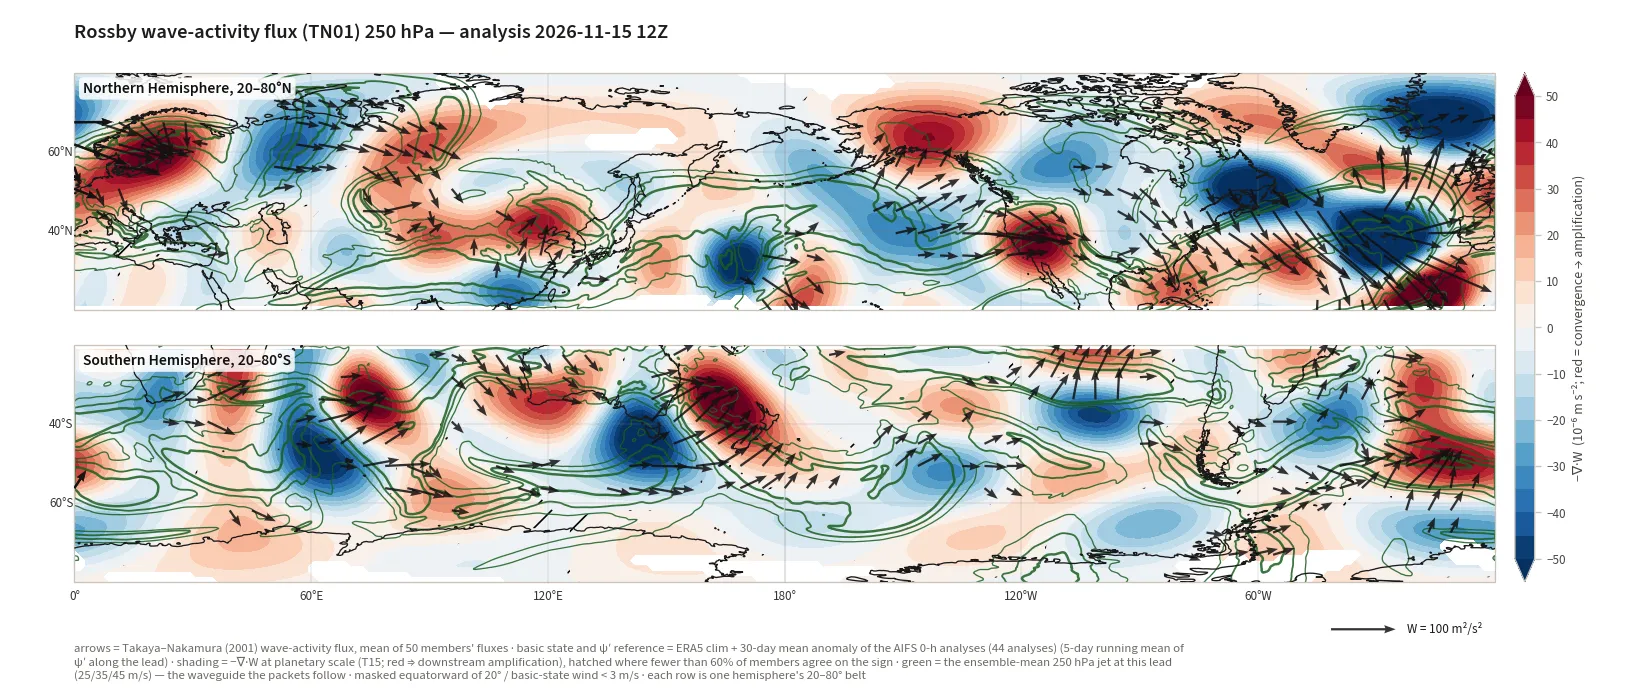 Rossby wave-activity flux (TN01) 250 hPa — analysis 2026-11-15 12Z
Northern Hemisphere, 20–80°N
60°N
40°N
Southern Hemisphere, 20–80°S
40°S
60°S
0°
60°E
120°E
180°
120°W
60°W
50
40
30
20
10
0
−10
−20
−30
−40
−50
−∇·W (10⁻⁶ m s⁻²; red = convergence → amplification)
W = 100 m²/s²
arrows = Takaya–Nakamura (2001) wave-activity flux, mean of 50 members' fluxes · basic state and ψ' reference = ERA5 clim + 30-day mean anomaly of the AIFS 0-h analyses (44 analyses) (5-day running mean of
ψ' along the lead) · shading = −∇·W at planetary scale (T15; red ⇒ downstream amplification), hatched where fewer than 60% of members agree on the sign · green = the ensemble-mean 250 hPa jet at this lead
(25/35/45 m/s) — the waveguide the packets follow · masked equatorward of 20° / basic-state wind < 3 m/s · each row is one hemisphere's 20–80° belt